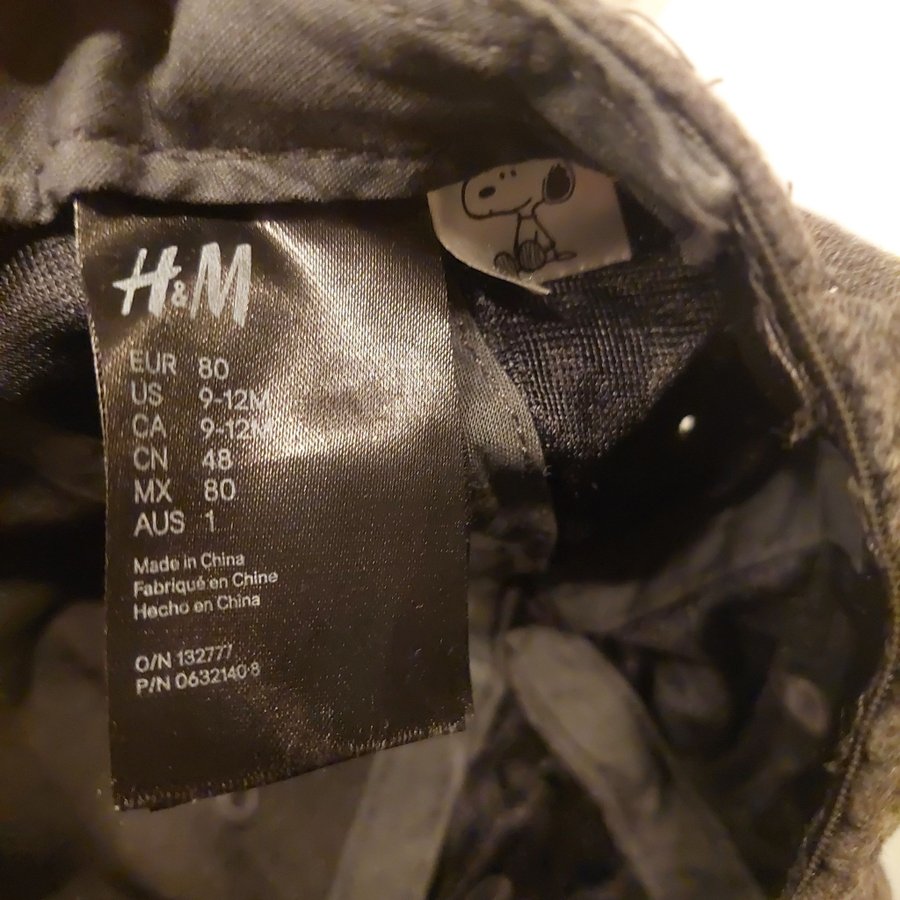 H&M
EUR 80
US 9-12M
CA 9-12M
CN 48
MX 80
AUS 1
Made in China
Fabriqué en Chine
Hecho en China
O/N 132777
P/N 0632140-8